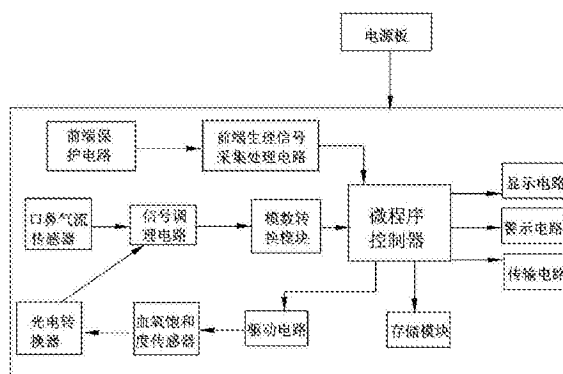 电源板
前端保
护电路
前端生理信号
采集处理电路
口鼻气流
传感器
信号调
理电路
模数转
换模块
微程序
控制器
显示电路
警示电路
传输电路
光电转
换器
血氧饱和
度传感器
驱动电路
存储模块